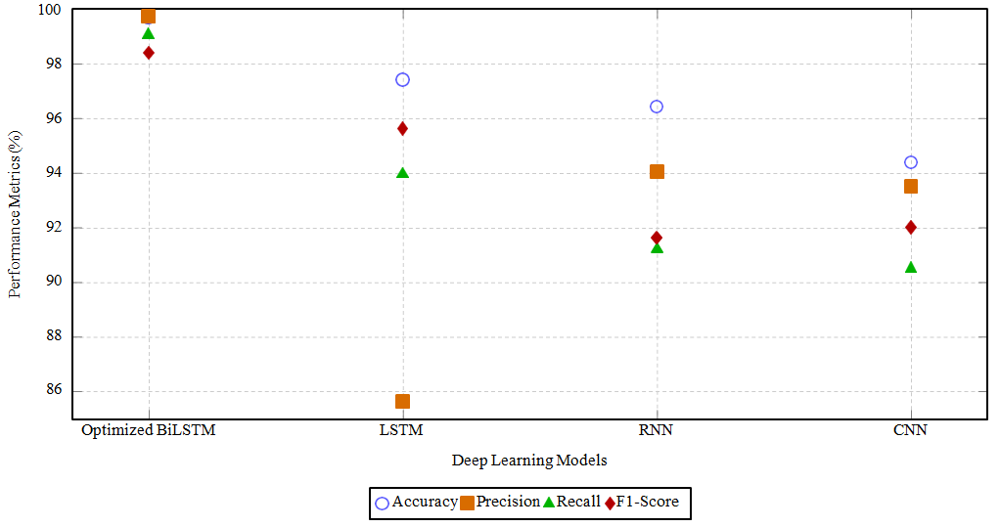 100
98
96
94
92
90
88
86
Performance Metrics (%)
Optimized BiLSTM LSTM RNN CNN
Deep Learning Models
Accuracy Precision Recall F1-Score